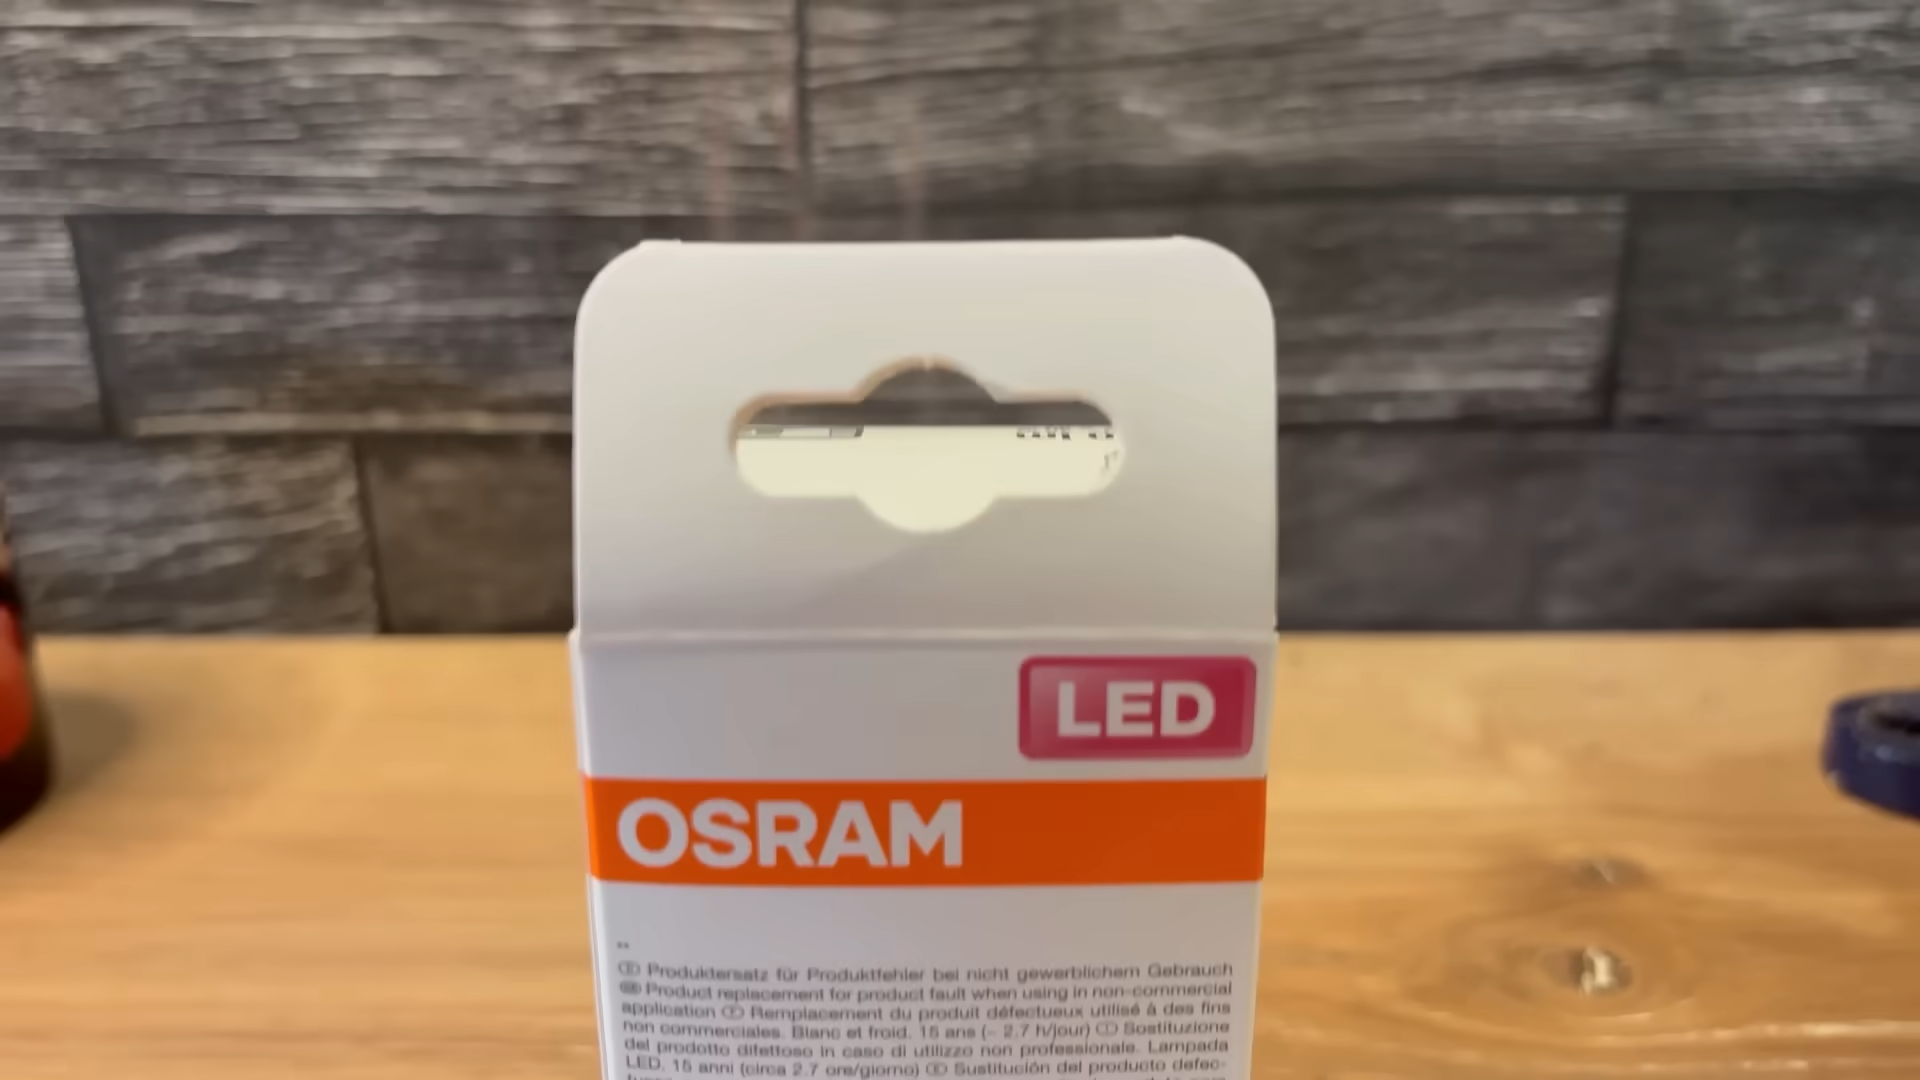 LED
OSRAM
Ⓓ Produktersatz für Produktfehler bei nicht gewerblichem Gebrauch
Product replacement for product fault when using in non-commercial
application Ⓕ Remplacement du produit défectueux utilisé à des fins
non commerciales. Blanc et froid. 15 ans (~ 2.7 h/jour) Ⓘ Sostituzione
del prodotto difettoso in caso di utilizzo non professionale. Lampada
LED. 15 anni (circa 2.7 ore/giorno) Ⓔ Sustitución del producto defec-